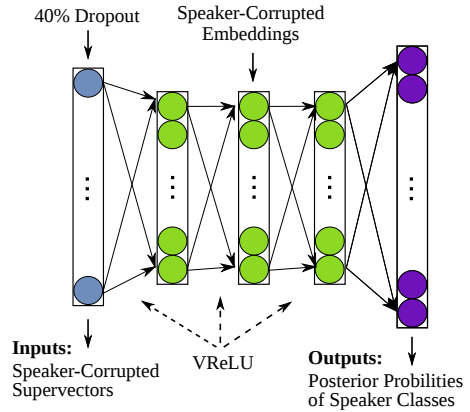 40% Dropout
Speaker-Corrupted
Embeddings
...
...
...
...
...
VReLU
Inputs:
Speaker-Corrupted
Supervectors
Outputs:
Posterior Probilities
of Speaker Classes